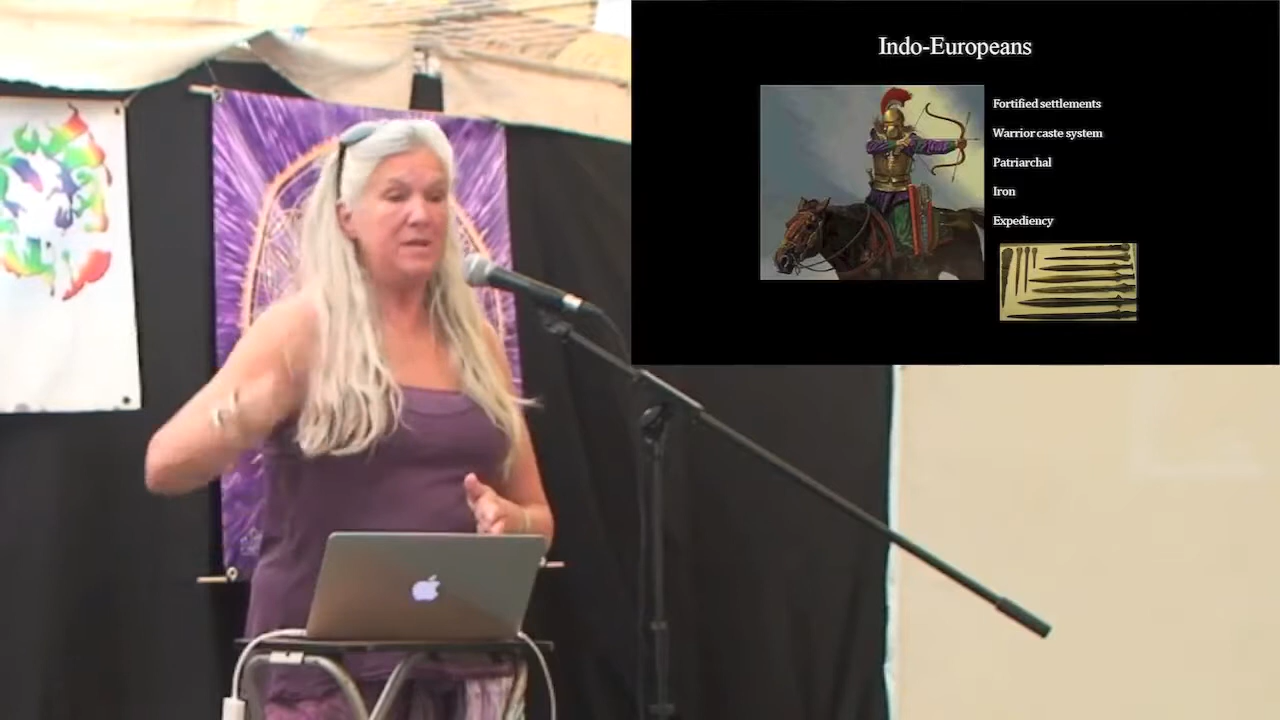 Indo-Europeans
Fortified settlements
Warrior caste system
Patriarchal
Iron
Expediency